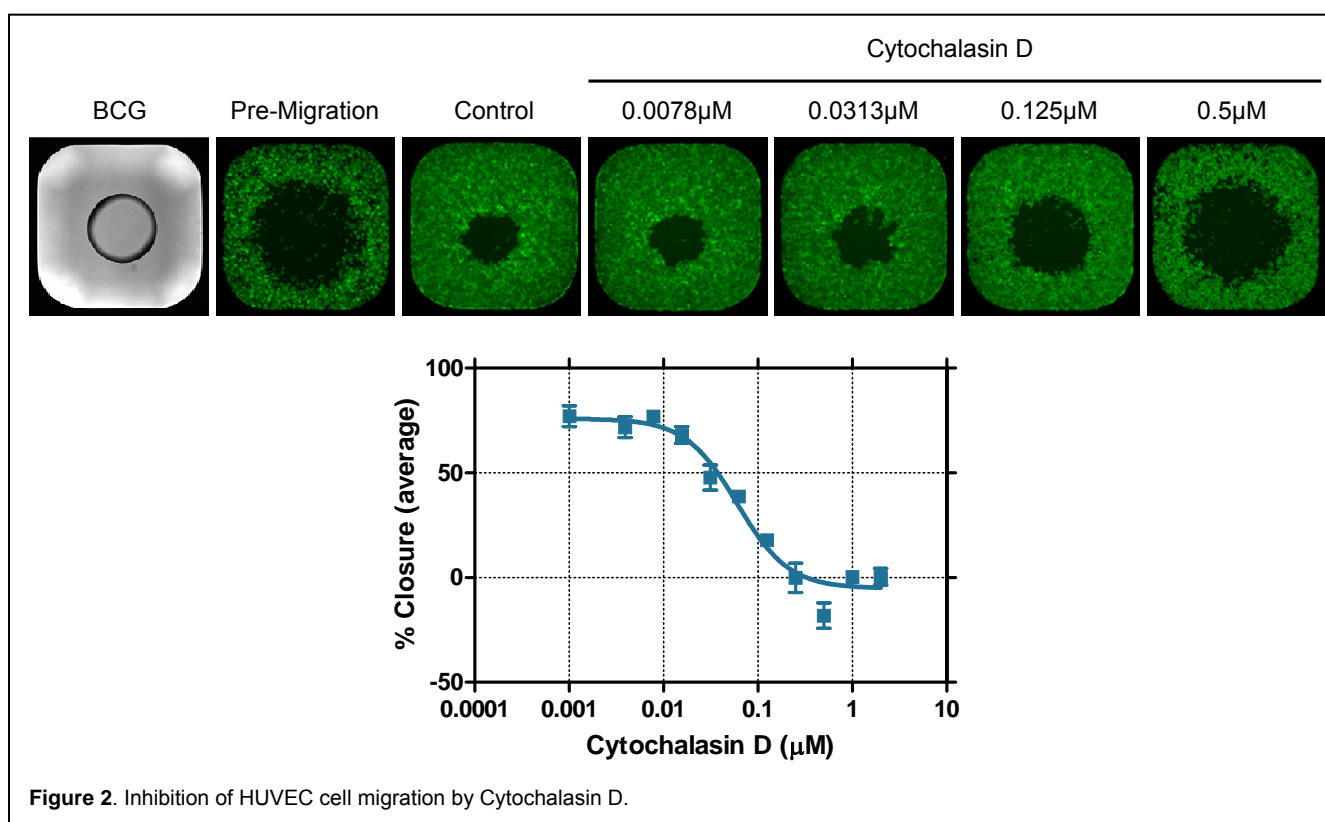 Cytochalasin D
BCG Pre-Migration Control 0.0078µM 0.0313µM 0.125µM 0.5µM
100
50
0
-50
% Closure (average)
0.0001 0.001 0.01 0.1 1 10
Cytochalasin D (µM)
Figure 2. Inhibition of HUVEC cell migration by Cytochalasin D.